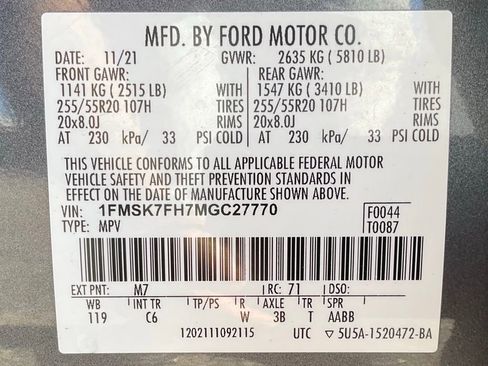 MFD. BY FORD MOTOR CO.
DATE: 11/21 GVWR: 2635 KG ( 5810 LB)
FRONT GAWR: REAR GAWR:
1141 KG ( 2515 LB) WITH 1547 KG ( 3410 LB) WITH
255/55R20 107H TIRES 255/55R20 107H TIRES
20x8.0J RIMS 20x8.0J RIMS
AT 230 kPa/ 33 PSI COLD AT 230 kPa/ 33 PSI COLD
THIS VEHICLE CONFORMS TO ALL APPLICABLE FEDERAL MOTOR
VEHICLE SAFETY AND THEFT PREVENTION STANDARDS IN
EFFECT ON THE DATE OF MANUFACTURE SHOWN ABOVE.
VIN: 1FMSK7FH7MGC27770 F0044
TYPE: MPV T0087
EXT PNT: M7 RC: 71 DSO:
WB INT TR TP/PS R AXLE TR SPR
119 C6 W 3B T AABB
1202111092115 UTC ▽ 5U5A-1520472-BA